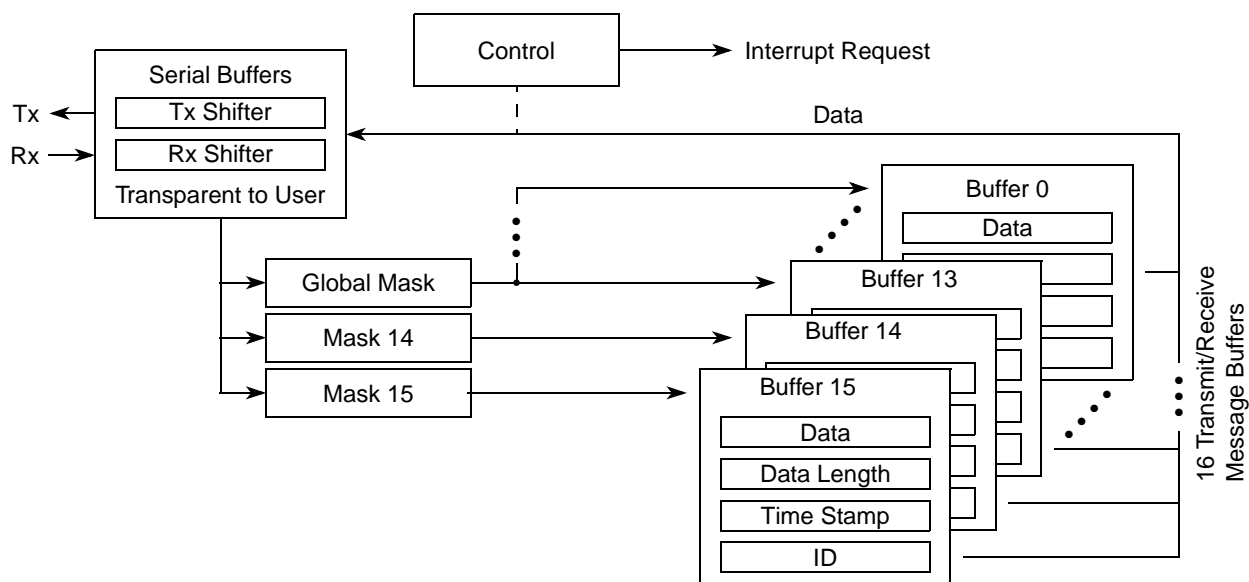 Control
Interrupt Request
Serial Buffers
Tx Shifter
Tx
Rx Shifter
Rx
Transparent to User
Data
Buffer 0
Data
Global Mask
Buffer 13
Mask 14
Buffer 14
Mask 15
Buffer 15
Data
Data Length
Time Stamp
ID
16 Transmit/Receive
Message Buffers